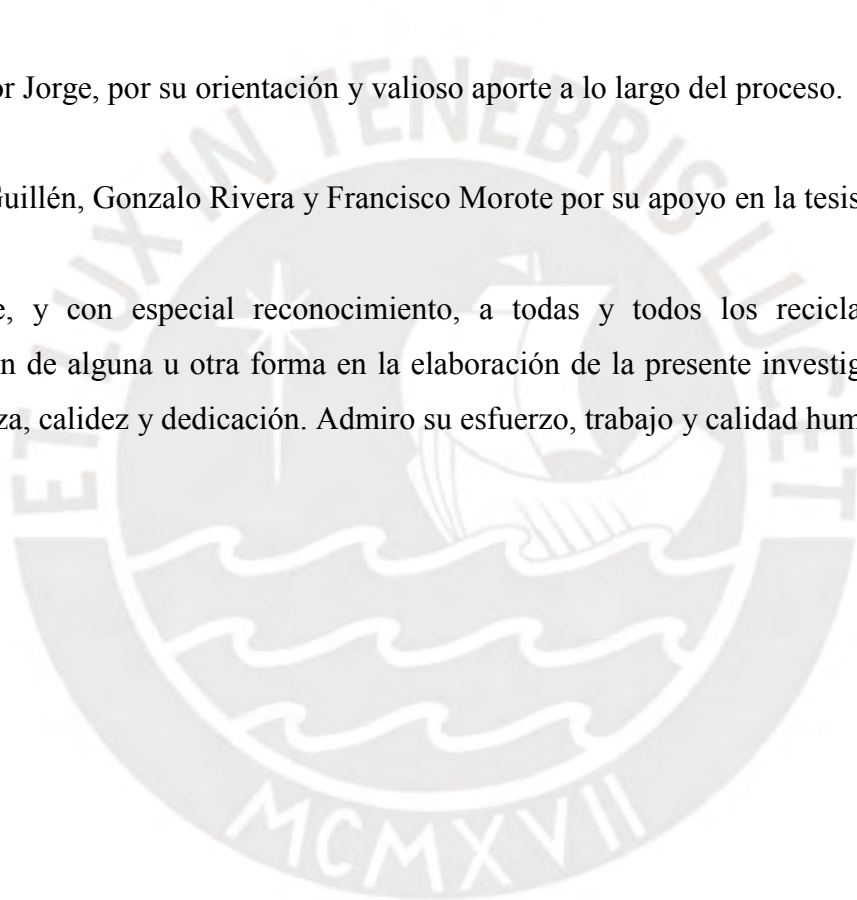 or Jorge, por su orientación y valioso aporte a lo largo del proceso.
Guillén, Gonzalo Rivera y Francisco Morote por su apoyo en la tesis
e, y con especial reconocimiento, a todas y todos los recicla
n de alguna u otra forma en la elaboración de la presente investig
za, calidez y dedicación. Admiro su esfuerzo, trabajo y calidad hum
ET LUX IN TENEBRIS LUCET
MCMXVII